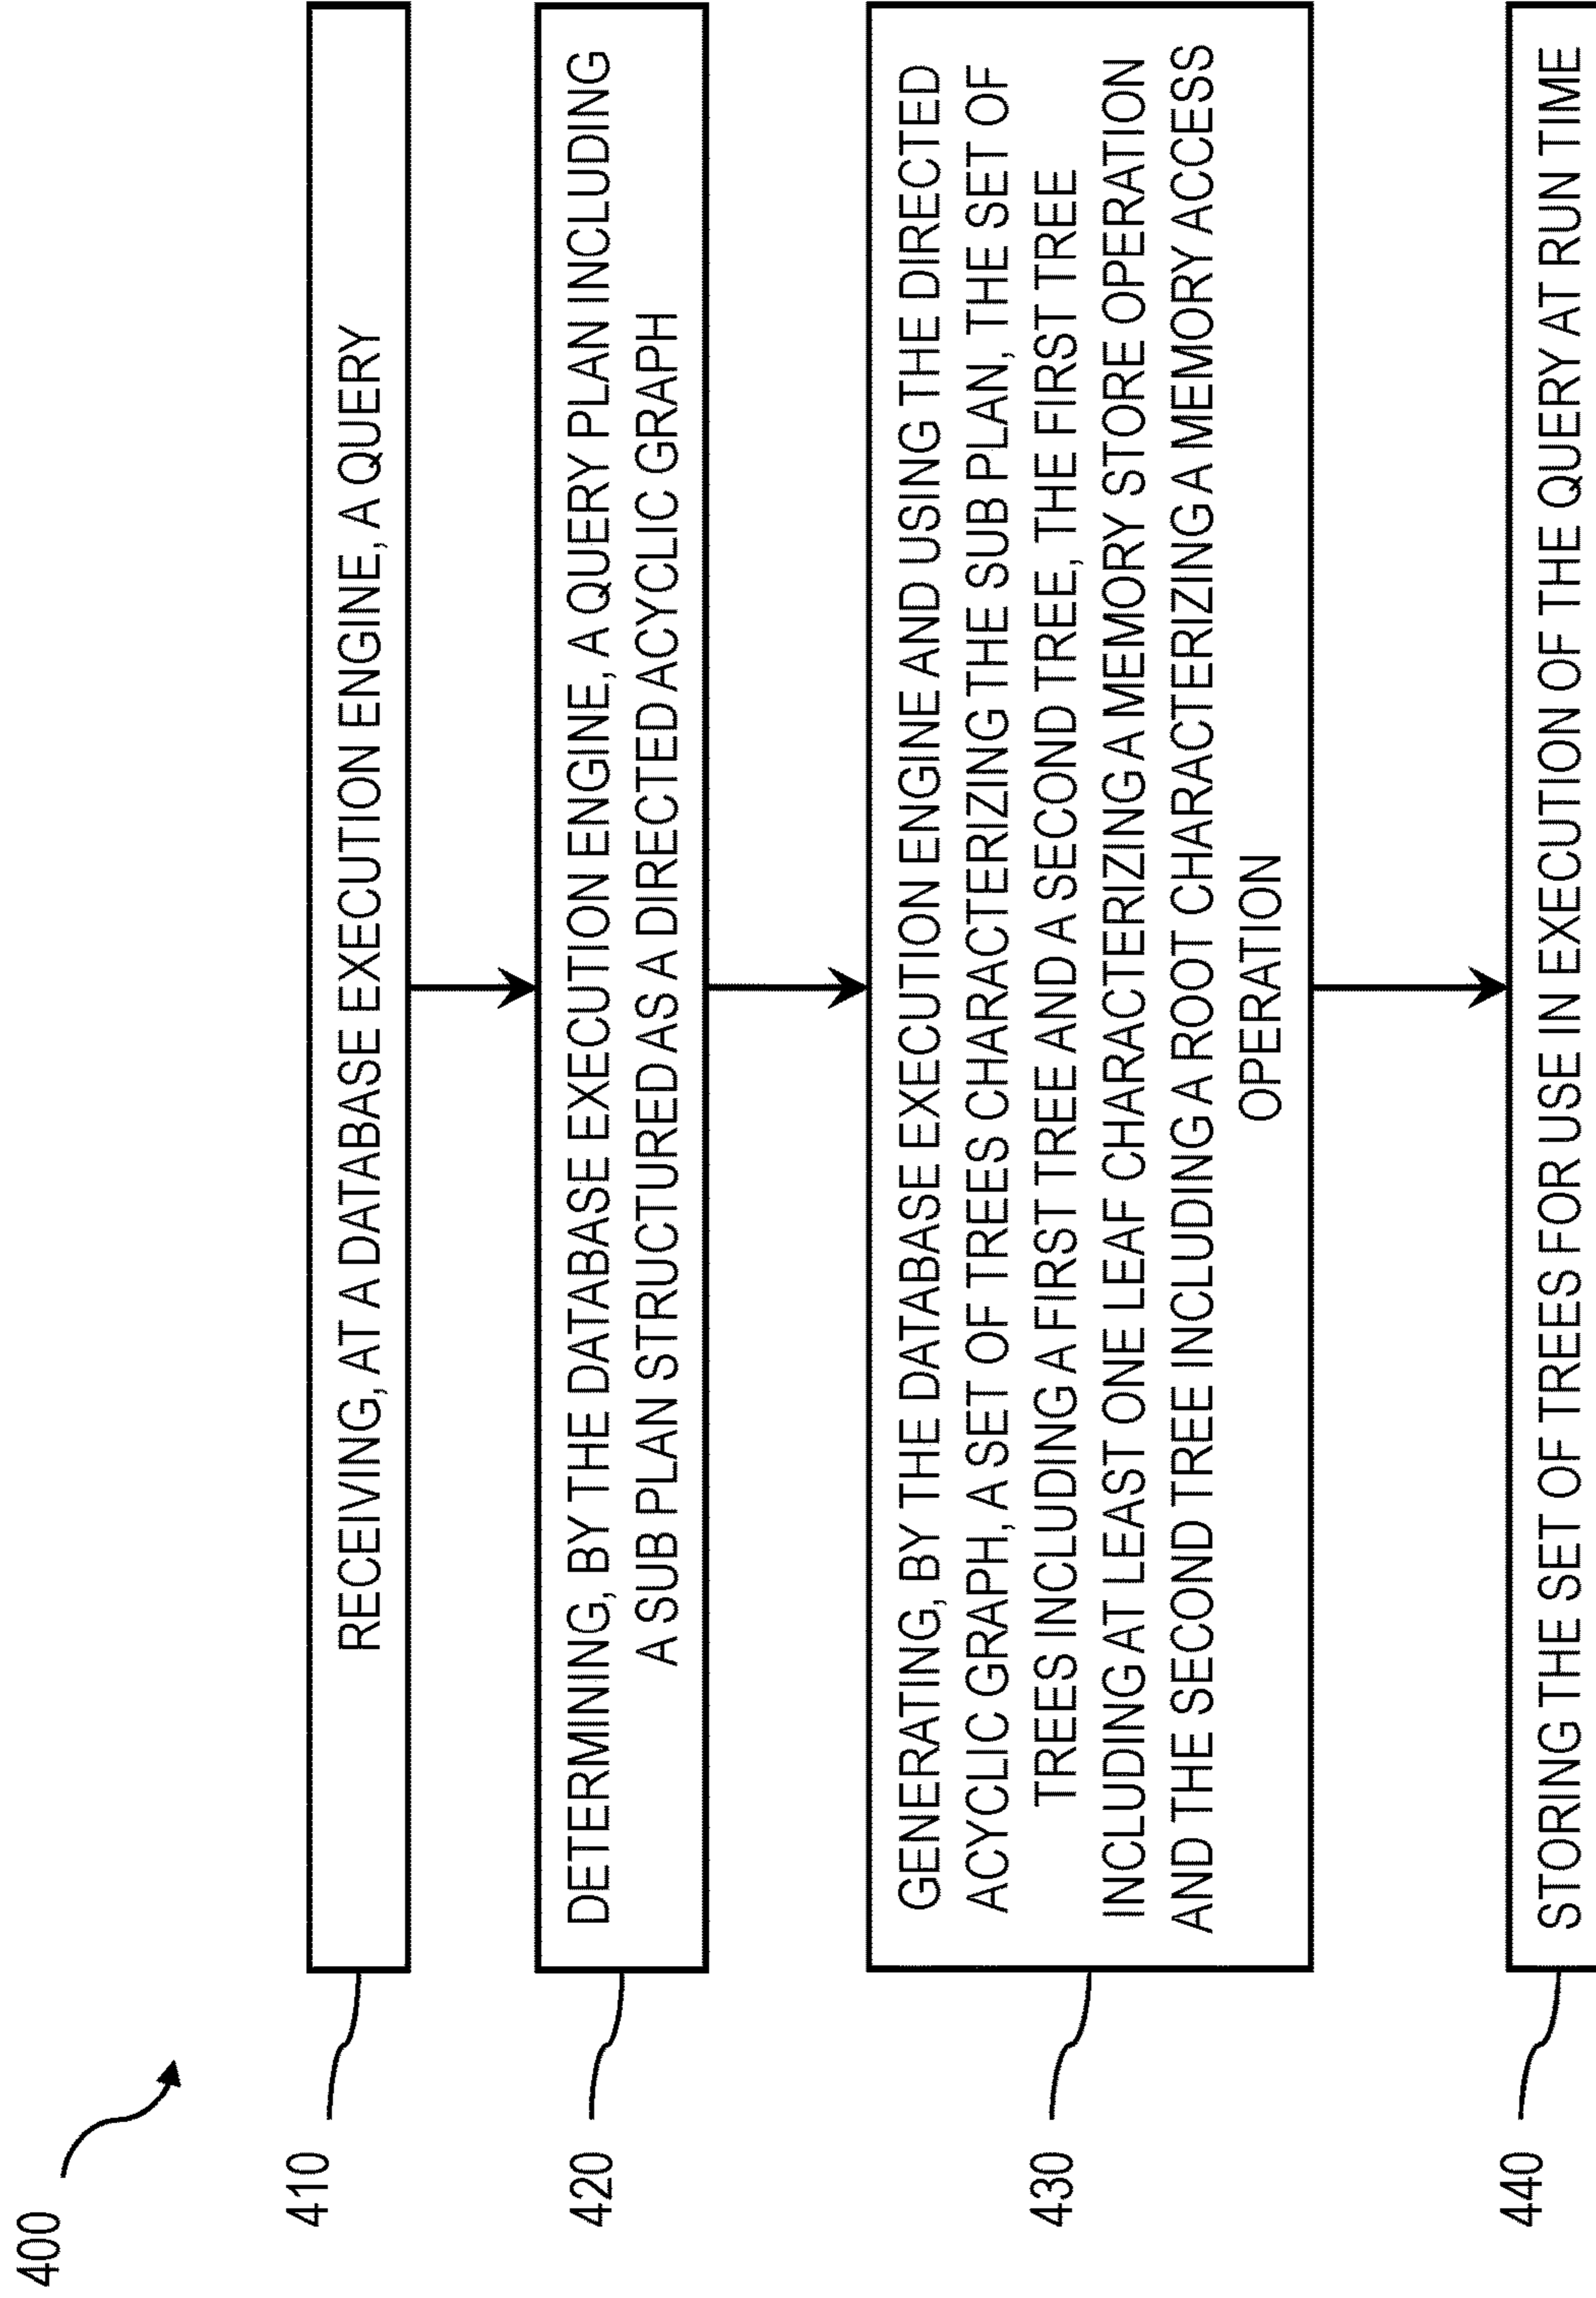 400
410
RECEIVING, AT A DATABASE EXECUTION ENGINE, A QUERY
420
DETERMINING, BY THE DATABASE EXECUTION ENGINE, A QUERY PLAN INCLUDING
A SUB PLAN STRUCTURED AS A DIRECTED ACYCLIC GRAPH
430
GENERATING, BY THE DATABASE EXECUTION ENGINE AND USING THE DIRECTED
ACYCLIC GRAPH, A SET OF TREES CHARACTERIZING THE SUB PLAN, THE SET OF
TREES INCLUDING A FIRST TREE AND A SECOND TREE, THE FIRST TREE
INCLUDING AT LEAST ONE LEAF CHARACTERIZING A MEMORY STORE OPERATION
AND THE SECOND TREE INCLUDING A ROOT CHARACTERIZING A MEMORY ACCESS
OPERATION
440
STORING THE SET OF TREES FOR USE IN EXECUTION OF THE QUERY AT RUN TIME